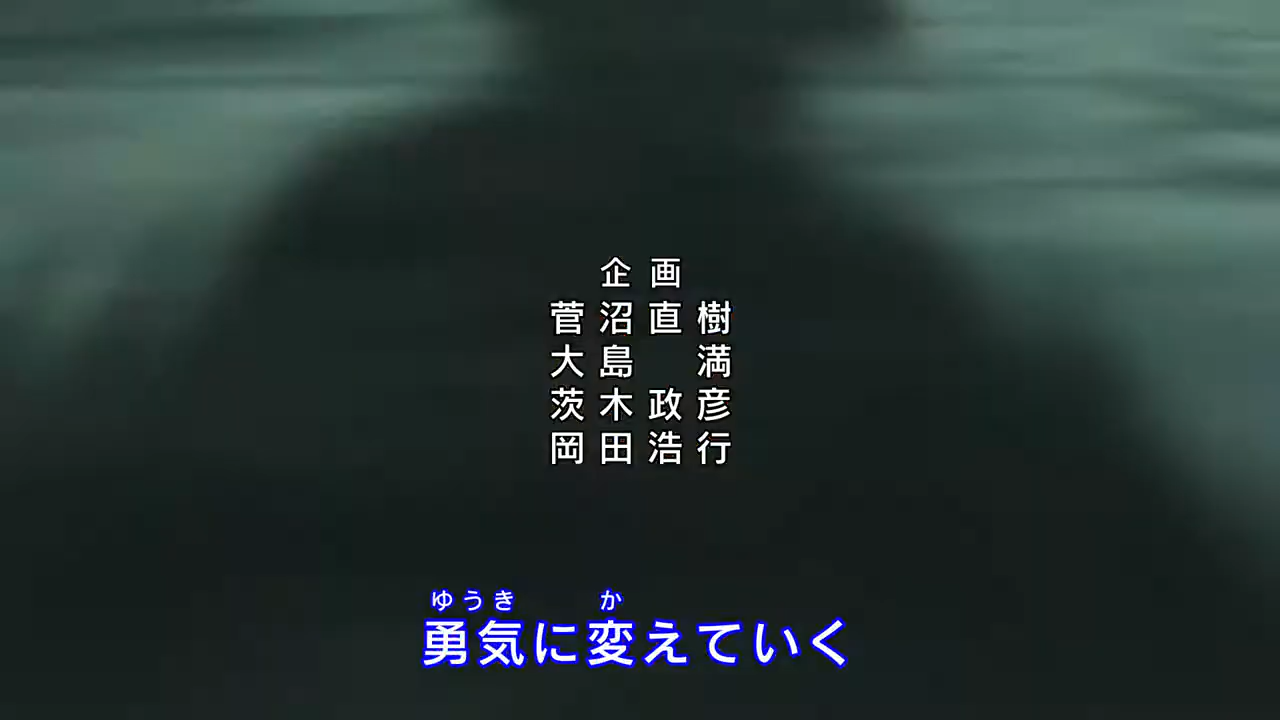 企画
菅沼直樹
大島 満
茨木政彦
岡田浩行
ゆうき か
勇気に変えていく